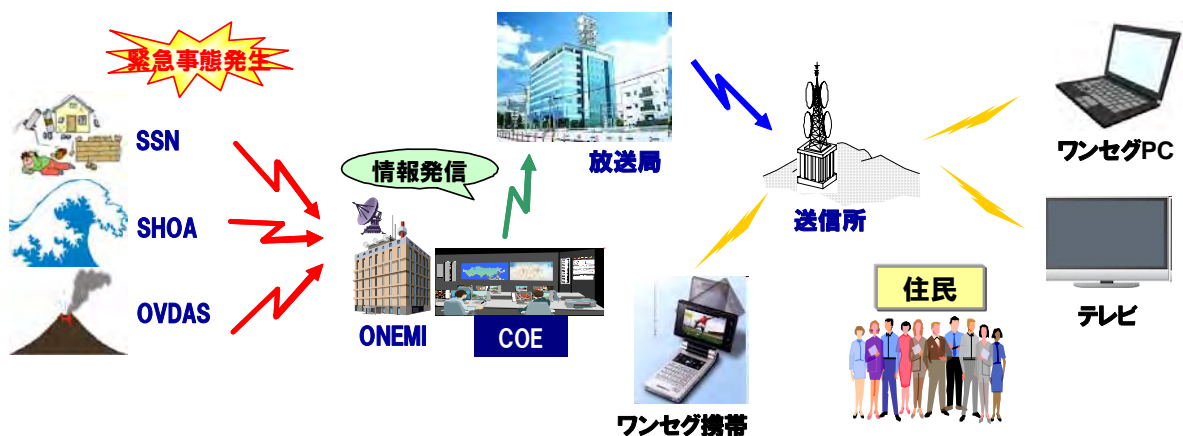 緊急事態発生
SSN
SHOA
OVDAS
情報発信
ONEMI
COE
放送局
送信所
ワンセグ携帯
住民
ワンセグPC
テレビ